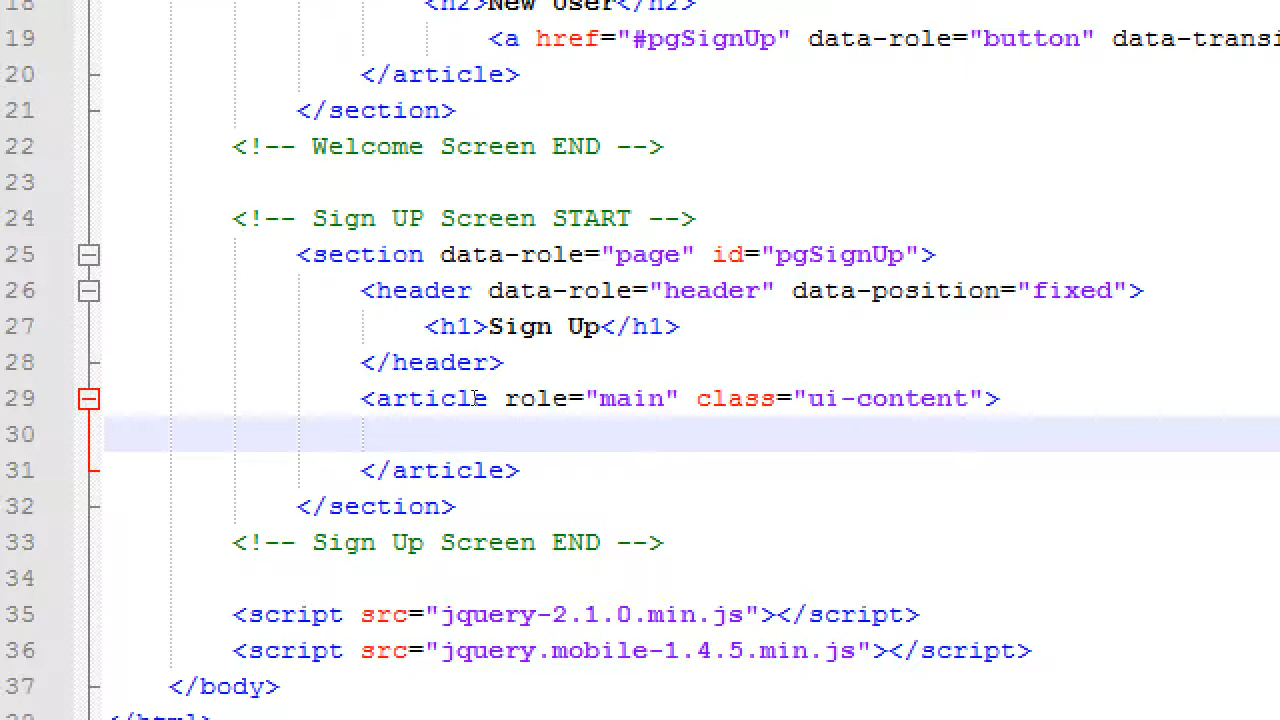 18 <h2>New User</h2>
19 <a href="#pgSignUp" data-role="button" data-transi
20 </article>
21 </section>
22 <!-- Welcome Screen END -->
23
24 <!-- Sign UP Screen START -->
25 <section data-role="page" id="pgSignUp">
26 <header data-role="header" data-position="fixed">
27 <h1>Sign Up</h1>
28 </header>
29 <article role="main" class="ui-content">
30
31 </article>
32 </section>
33 <!-- Sign Up Screen END -->
34
35 <script src="jquery-2.1.0.min.js"></script>
36 <script src="jquery.mobile-1.4.5.min.js"></script>
37 </body>
38 </html>